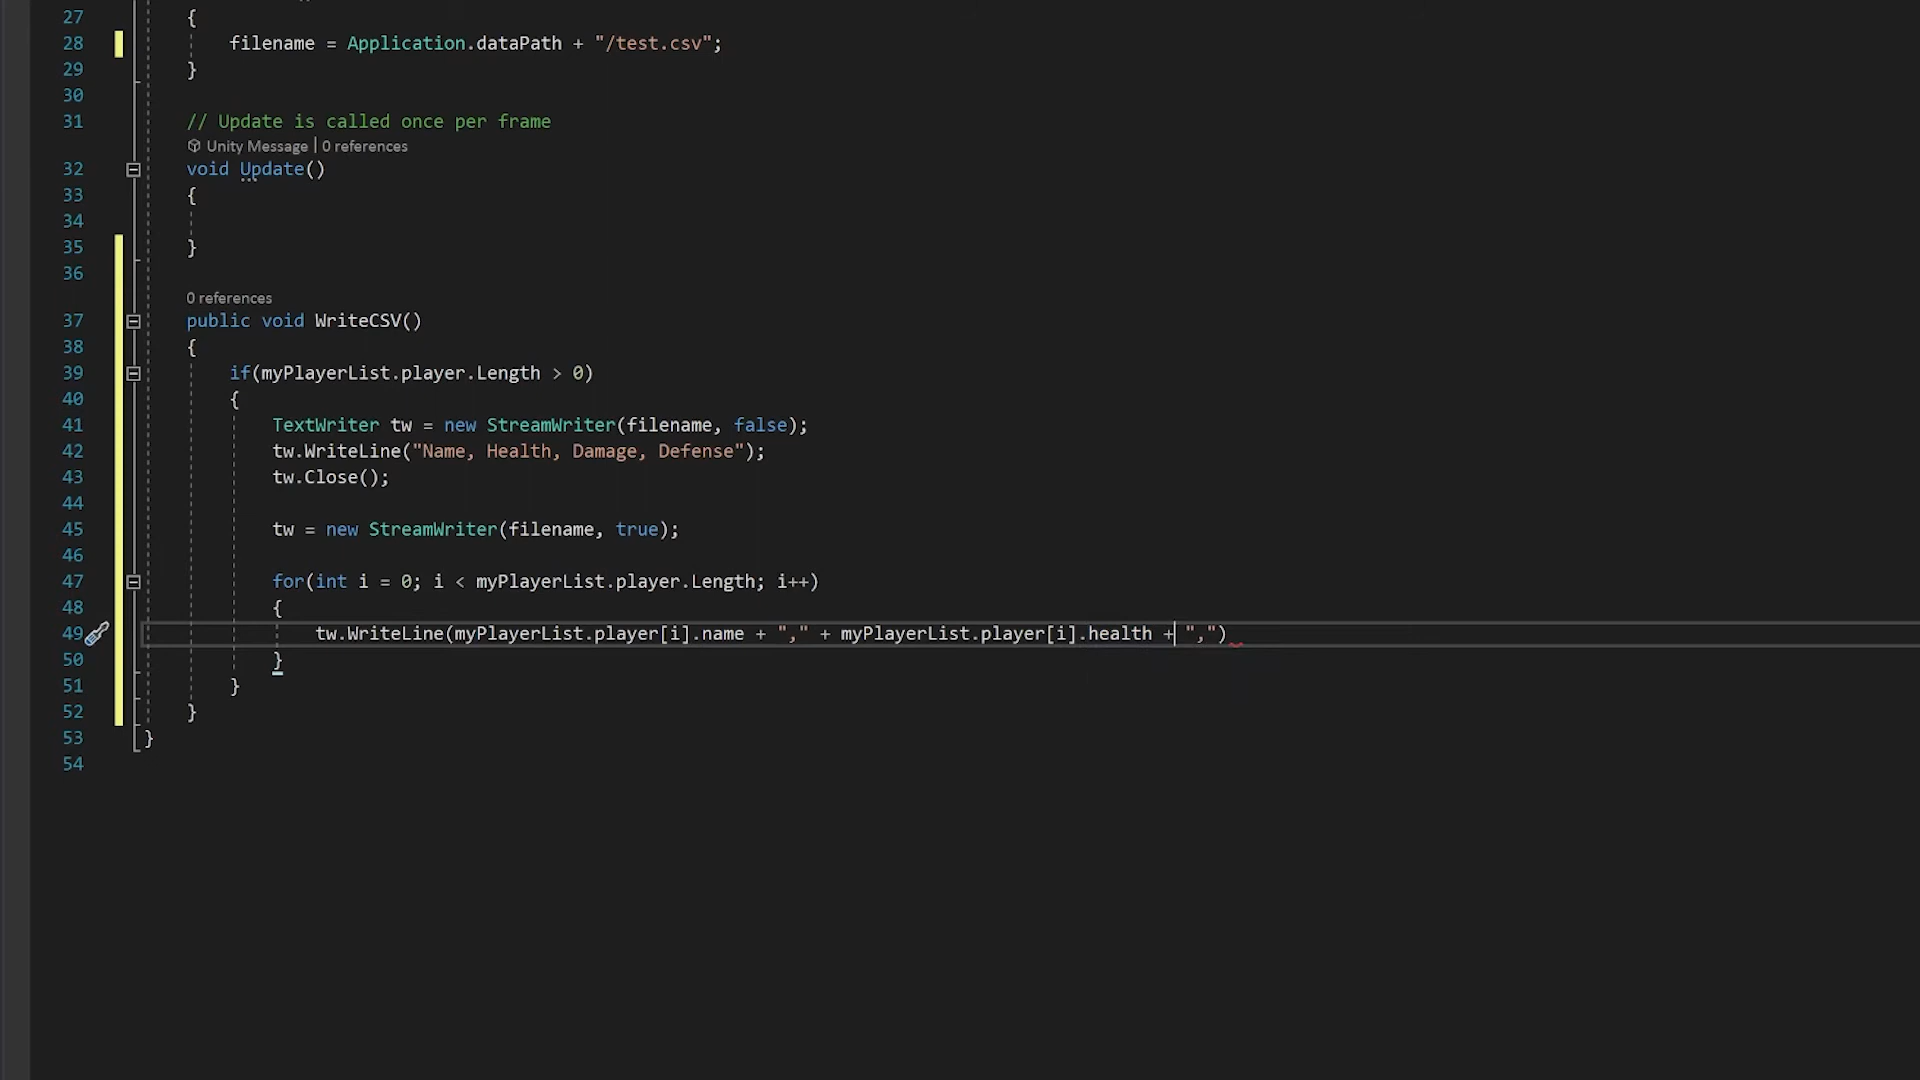 27 {
28 filename = Application.dataPath + "/test.csv";
29 }
30
31 // Update is called once per frame
Unity Message | 0 references
32 void Update()
33 {
34
35 }
36
0 references
37 public void WriteCSV()
38 {
39 if(myPlayerList.player.Length > 0)
40 {
41 TextWriter tw = new StreamWriter(filename, false);
42 tw.WriteLine("Name, Health, Damage, Defense");
43 tw.Close();
44
45 tw = new StreamWriter(filename, true);
46
47 for(int i = 0; i < myPlayerList.player.Length; i++)
48 {
49 tw.WriteLine(myPlayerList.player[i].name + "," + myPlayerList.player[i].health + ",")
50 }
51 }
52 }
53 }
54